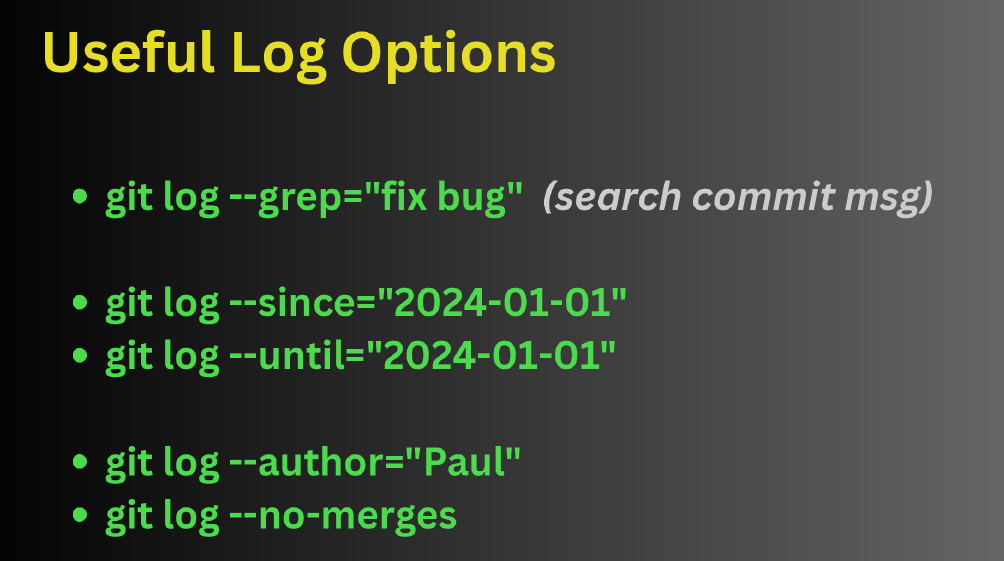 Useful Log Options
• git log --grep="fix bug" (search commit msg)
• git log --since="2024-01-01"
• git log --until="2024-01-01"
• git log --author="Paul"
• git log --no-merges